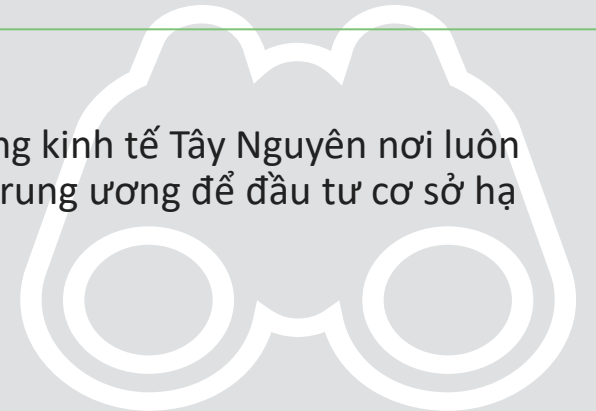 ng kinh tế Tây Nguyên nơi luôn
rung ương để đầu tư cơ sở hạ